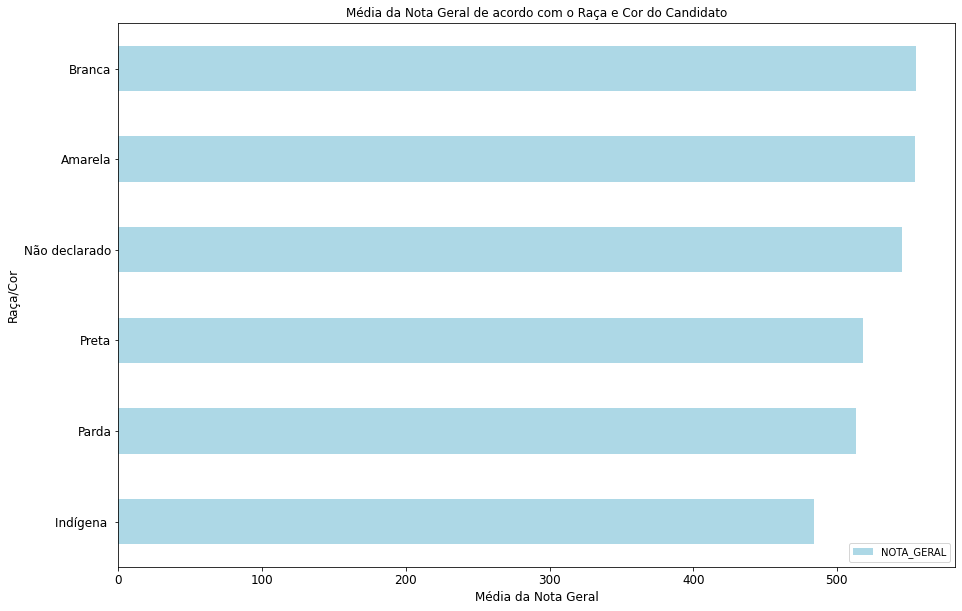 Média da Nota Geral de acordo com o Raça e Cor do Candidato
Raça/Cor
Branca
Amarela
Não declarado
Preta
Parda
Indígena
NOTA_GERAL
0 100 200 300 400 500
Média da Nota Geral